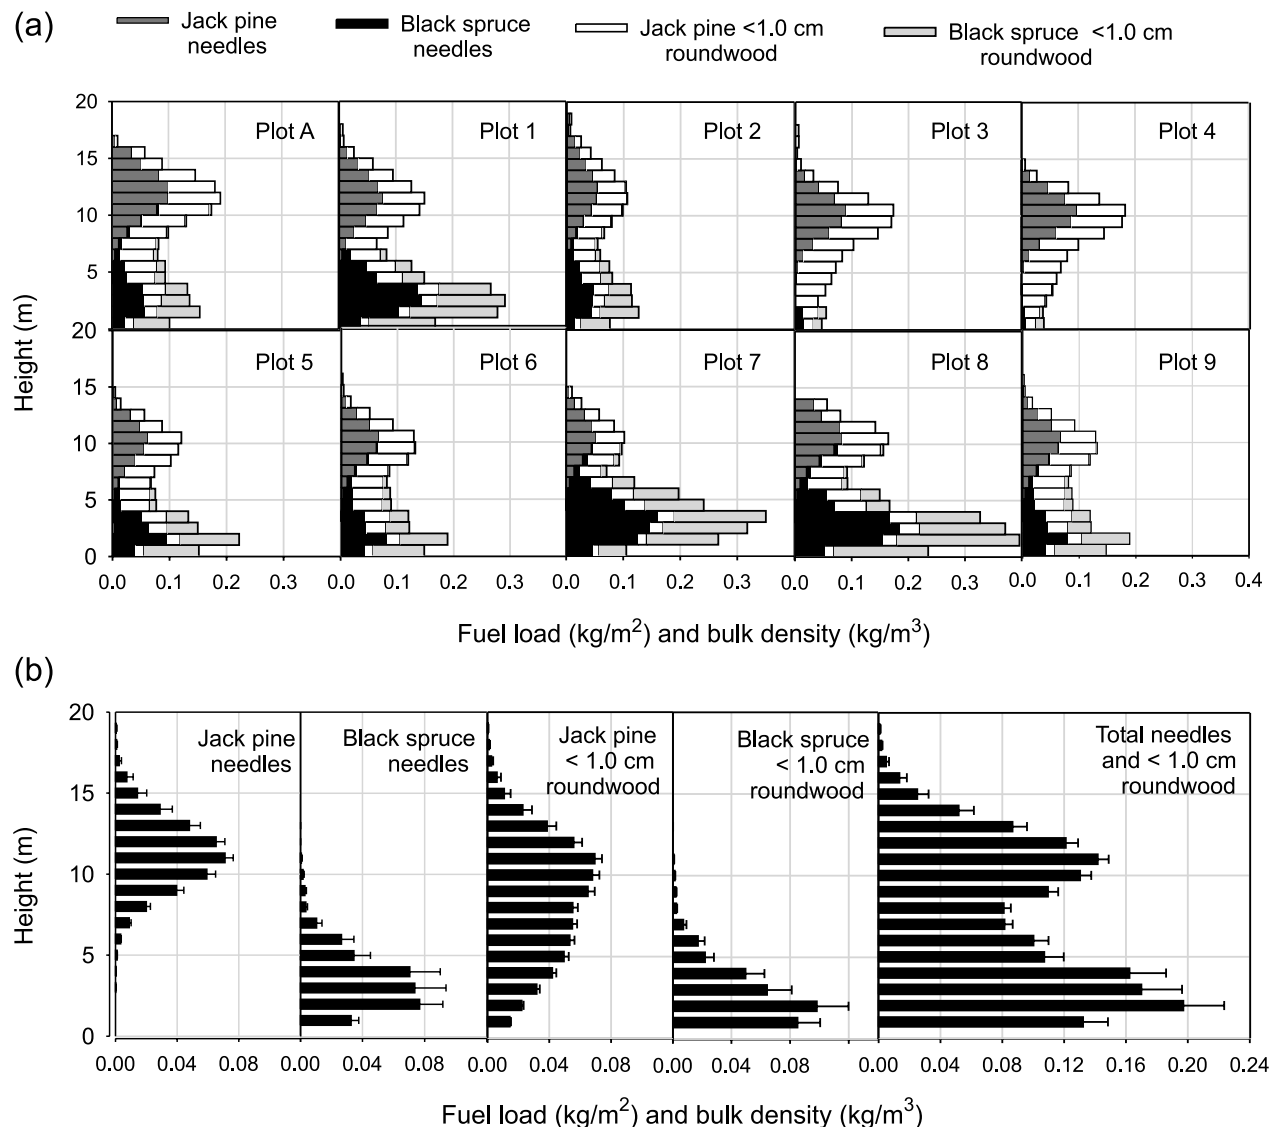 (a)
Jack pine needles
Black spruce needles
Jack pine <1.0 cm roundwood
Black spruce <1.0 cm roundwood
20
15
10
5
20
15
10
5
0
Height (m)
Plot A
Plot 1
Plot 2
Plot 3
Plot 4
Plot 5
Plot 6
Plot 7
Plot 8
Plot 9
0.0 0.1 0.2 0.3 0.0 0.1 0.2 0.3 0.0 0.1 0.2 0.3 0.0 0.1 0.2 0.3 0.0 0.1 0.2 0.3 0.4
Fuel load (kg/m²) and bulk density (kg/m³)
(b)
20
15
10
5
0
Height (m)
Jack pine
needles
Black spruce
needles
Jack pine
< 1.0 cm
roundwood
Black spruce
< 1.0 cm
roundwood
Total needles
and < 1.0 cm
roundwood
0.00 0.04 0.08 0.00 0.04 0.08 0.00 0.04 0.08 0.00 0.04 0.08 0.00 0.04 0.08 0.12 0.16 0.20 0.24
Fuel load (kg/m²) and bulk density (kg/m³)